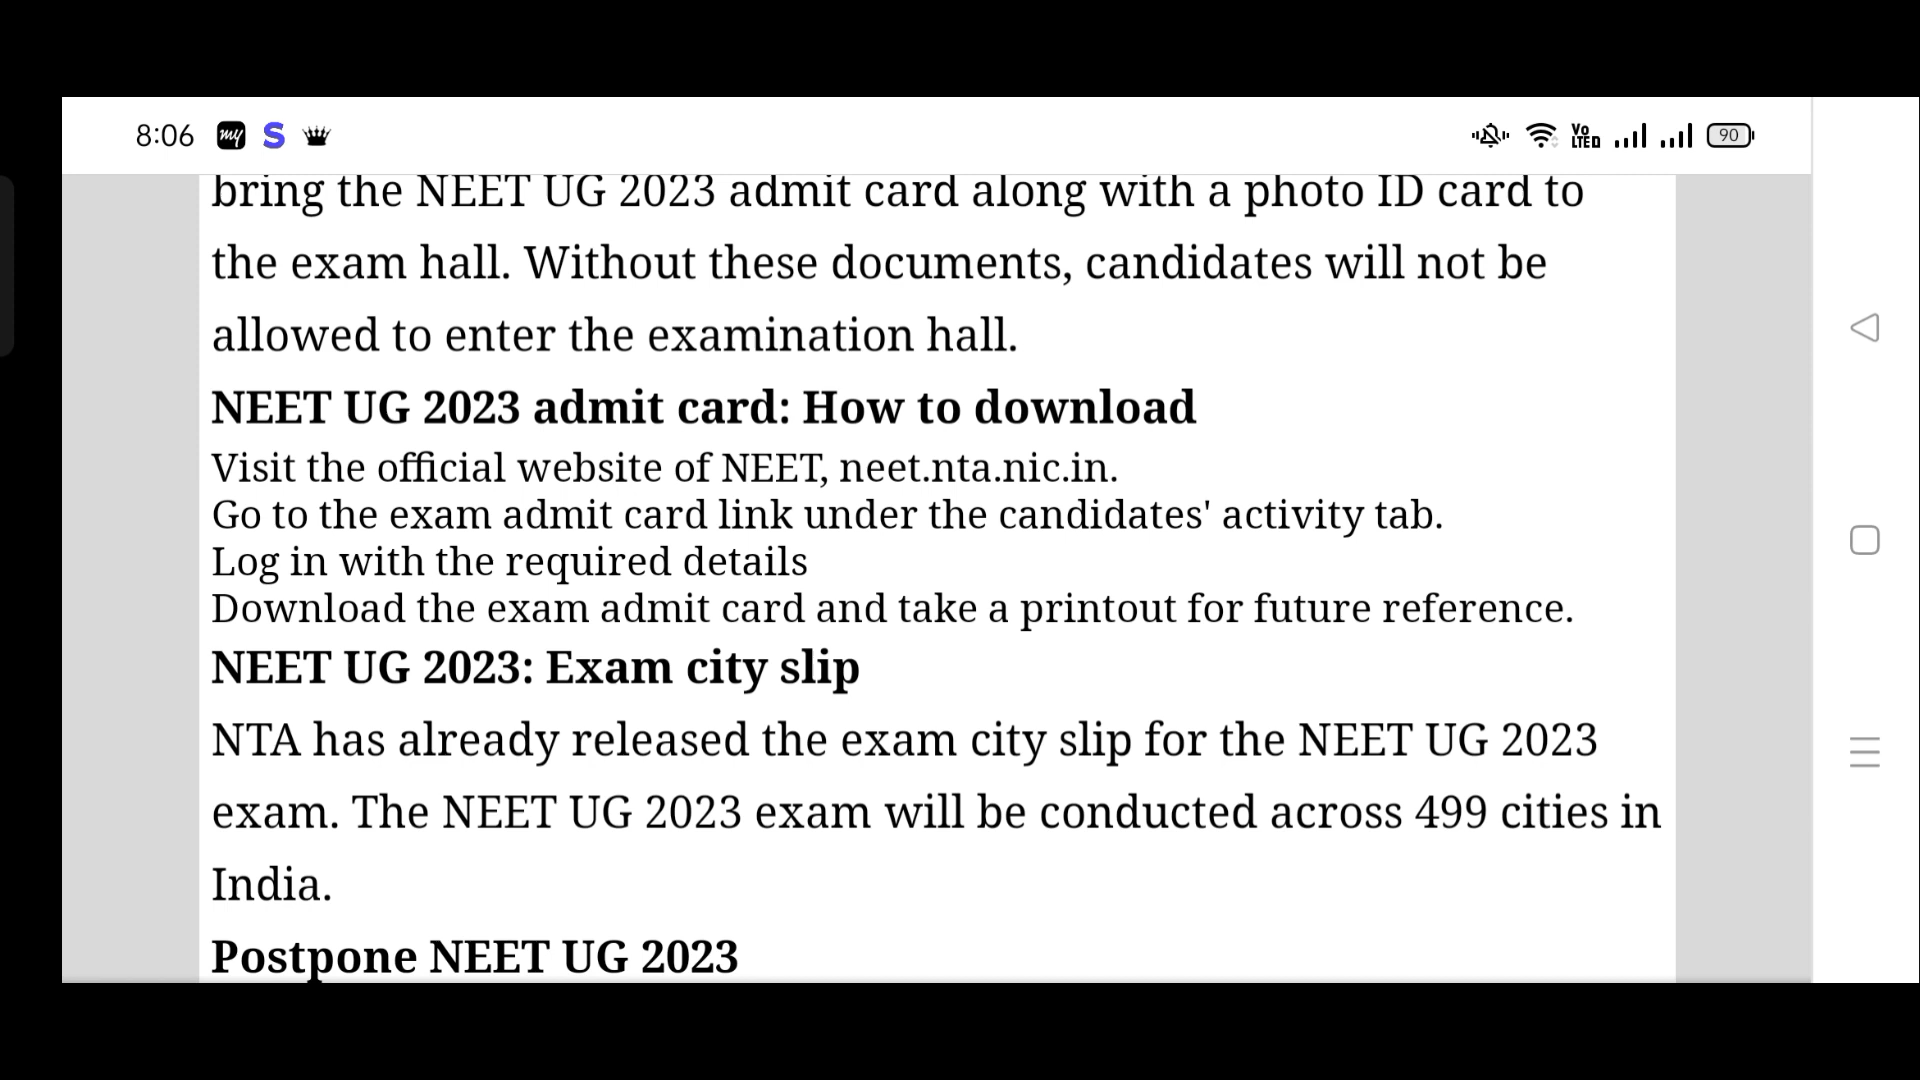 8:06 my S Vo LTE 90
bring the NEET UG 2023 admit card along with a photo ID card to
the exam hall. Without these documents, candidates will not be
allowed to enter the examination hall.
NEET UG 2023 admit card: How to download
Visit the official website of NEET, neet.nta.nic.in.
Go to the exam admit card link under the candidates' activity tab.
Log in with the required details
Download the exam admit card and take a printout for future reference.
NEET UG 2023: Exam city slip
NTA has already released the exam city slip for the NEET UG 2023
exam. The NEET UG 2023 exam will be conducted across 499 cities in
India.
Postpone NEET UG 2023